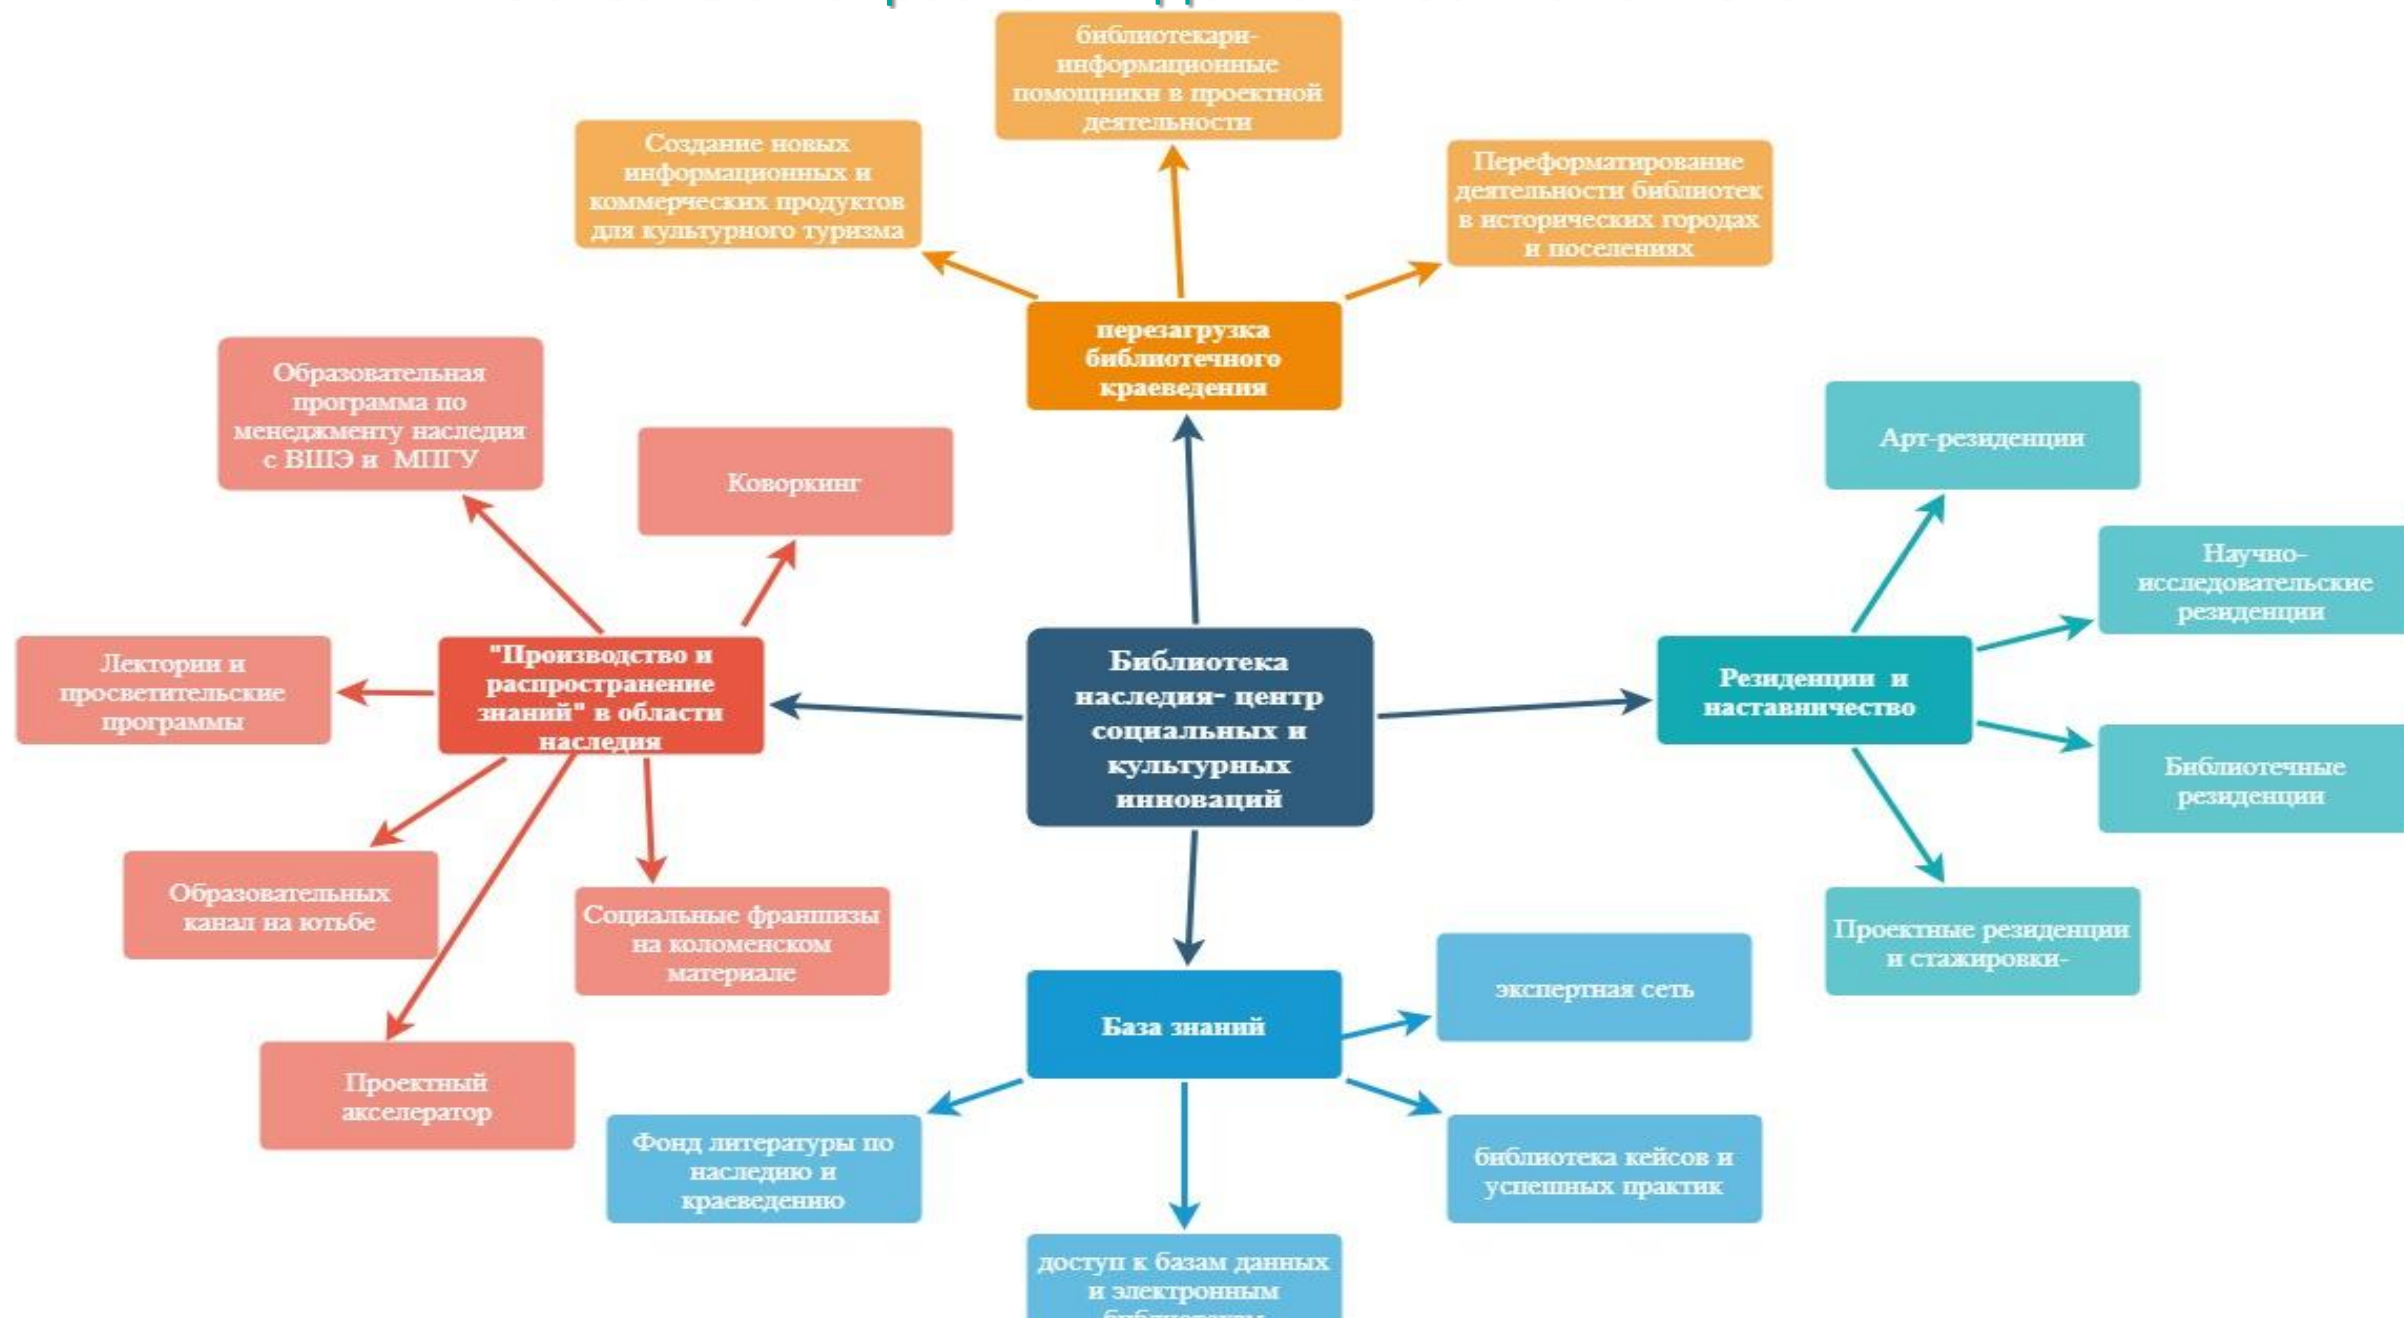 библиотекари-
информационные
помощники в проектной
деятельности
Создание новых
информационных и
коммерческих продуктов
для культурного туризма
Переформатирование
деятельности библиотек
в исторических городах
и поселениях
перезагрузка
библиотечного
краеведения
Образовательная
программа по
менеджменту наследия
с ВШЭ и МПГУ
Коворкинг
Арт-резиденции
Научно-
исследовательские
резиденции
Лектории и
просветительские
программы
"Производство и
распространение
знаний" в области
наследия
Библиотека
наследия- центр
социальных и
культурных
инноваций
Резиденции и
наставничество
Библиотечные
резиденции
Образовательных
канал на ютьбе
Социальные франшизы
на коломенском
материале
Проектные резиденции
и стажировки-
экспертная сеть
База знаний
Проектный
акселератор
Фонд литературы по
наследию и
краеведению
библиотека кейсов и
успешных практик
доступ к базам данных
и электронным